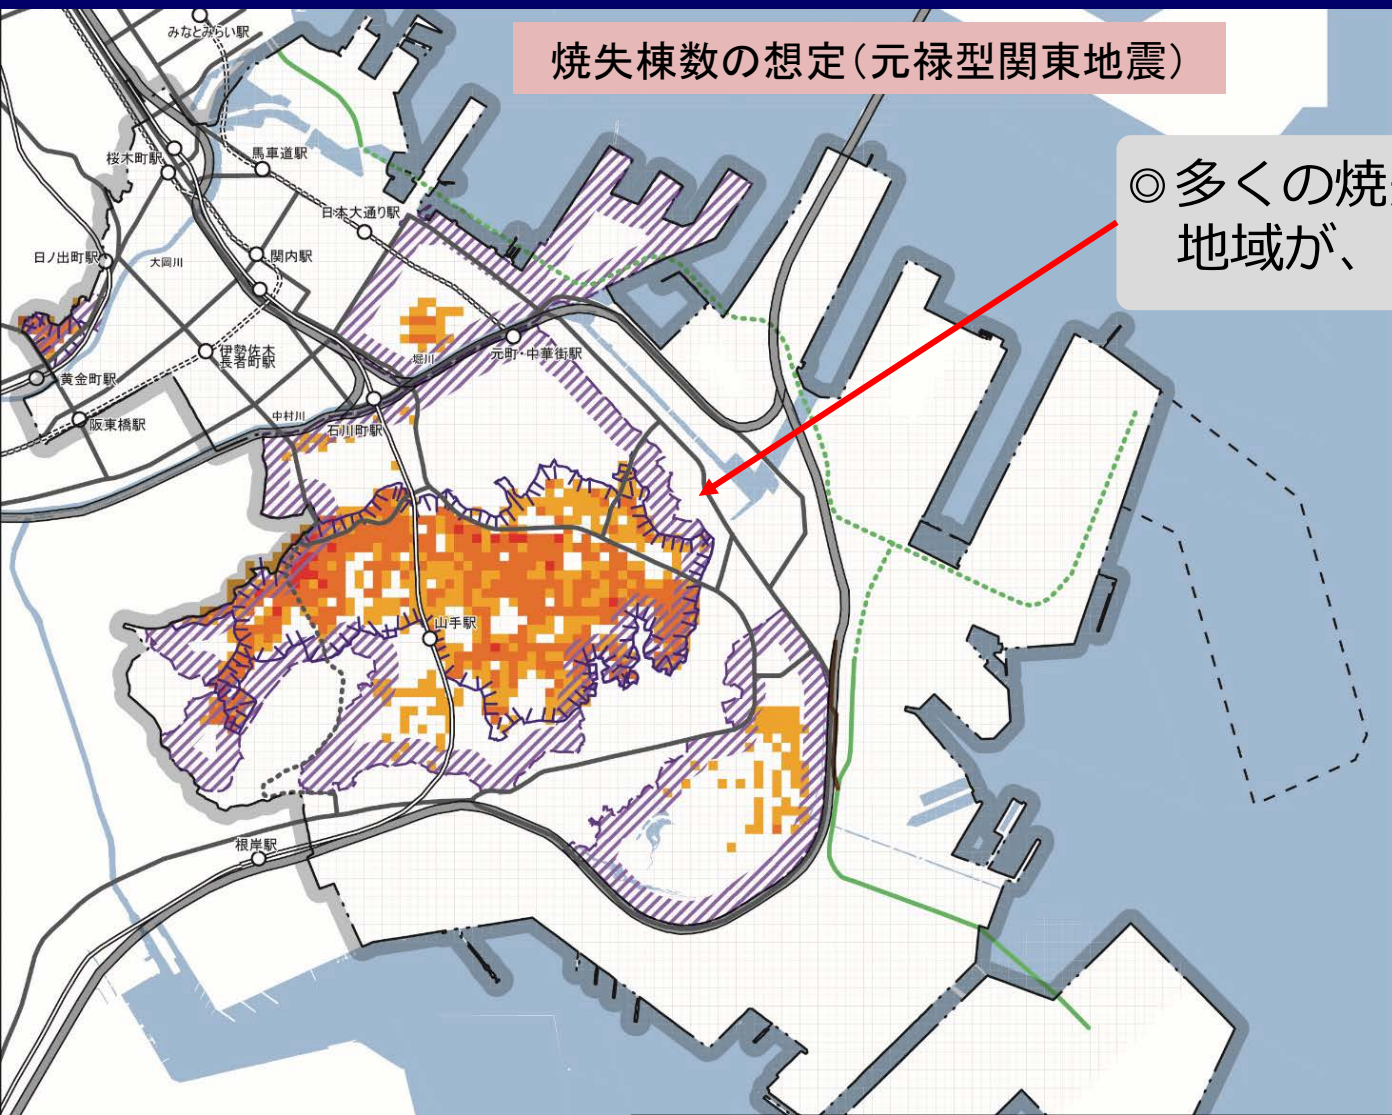 焼失棟数の想定(元禄型関東地震)
◎多くの焼
地域が、
みなとみらい駅
桜木町駅
馬車道駅
日本大通り駅
日ノ出町駅
大岡川
関内駅
伊勢佐木
長者町駅
黄金町駅
阪東橋駅
堀川
元町・中華街駅
中村川
石川町駅
山手駅
根岸駅